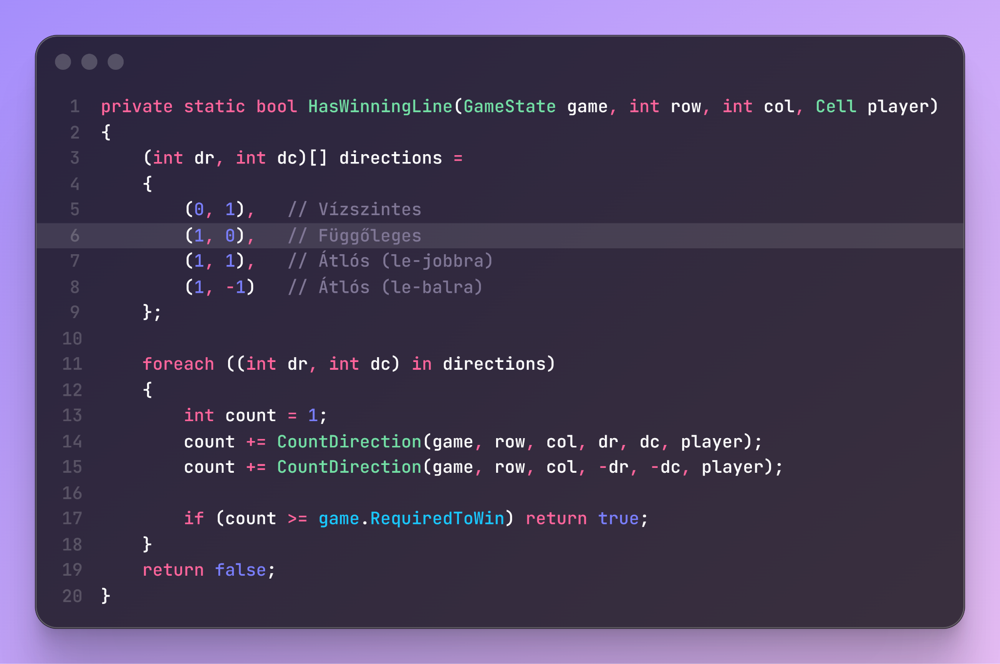 1 private static bool HasWinningLine(GameState game, int row, int col, Cell player)
2 {
3     (int dr, int dc)[] directions =
4     {
5         (0, 1),   // Vízszintes
6         (1, 0),   // Függőleges
7         (1, 1),   // Átlós (le-jobbra)
8         (1, -1)   // Átlós (le-balra)
9     };
10
11     foreach ((int dr, int dc) in directions)
12     {
13         int count = 1;
14         count += CountDirection(game, row, col, dr, dc, player);
15         count += CountDirection(game, row, col, -dr, -dc, player);
16
17         if (count >= game.RequiredToWin) return true;
18     }
19     return false;
20 }